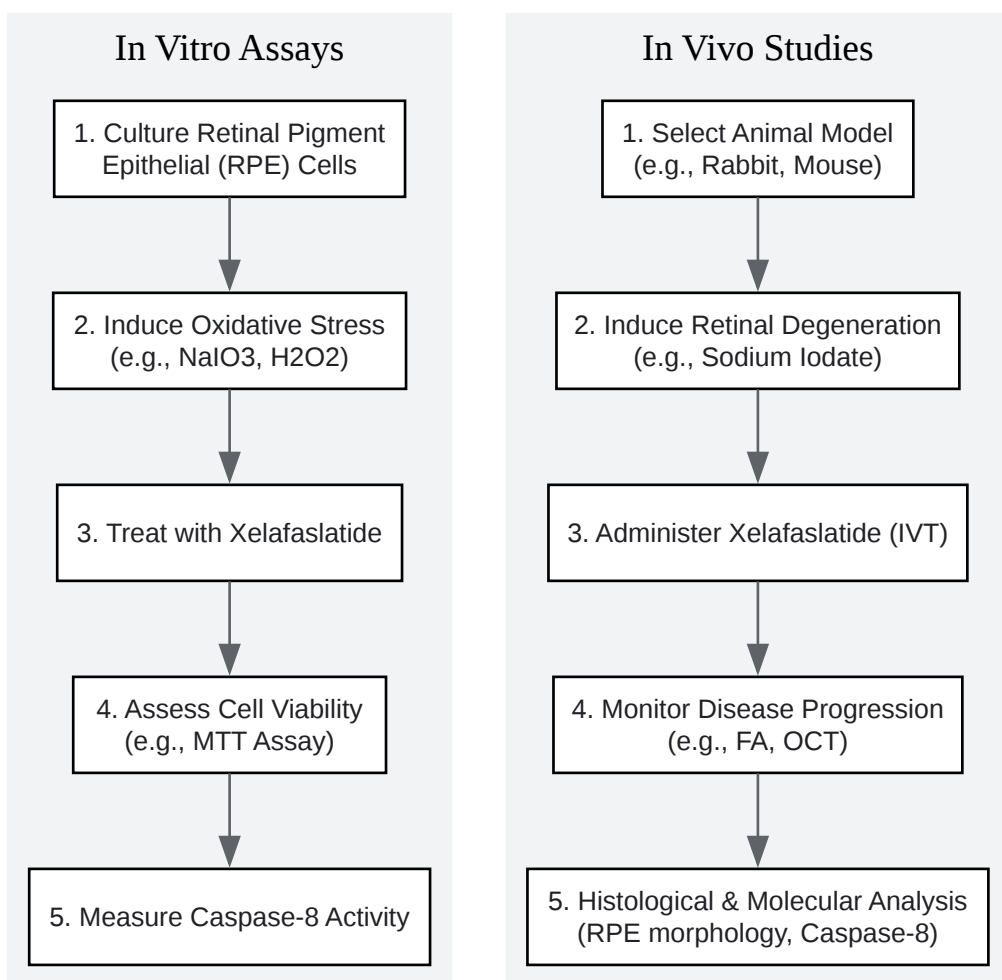 In Vitro Assays
1. Culture Retinal Pigment
Epithelial (RPE) Cells
2. Induce Oxidative Stress
(e.g., NaIO3, H2O2)
3. Treat with Xelafaslatide
4. Assess Cell Viability
(e.g., MTT Assay)
5. Measure Caspase-8 Activity
In Vivo Studies
1. Select Animal Model
(e.g., Rabbit, Mouse)
2. Induce Retinal Degeneration
(e.g., Sodium Iodate)
3. Administer Xelafaslatide (IVT)
4. Monitor Disease Progression
(e.g., FA, OCT)
5. Histological & Molecular Analysis
(RPE morphology, Caspase-8)